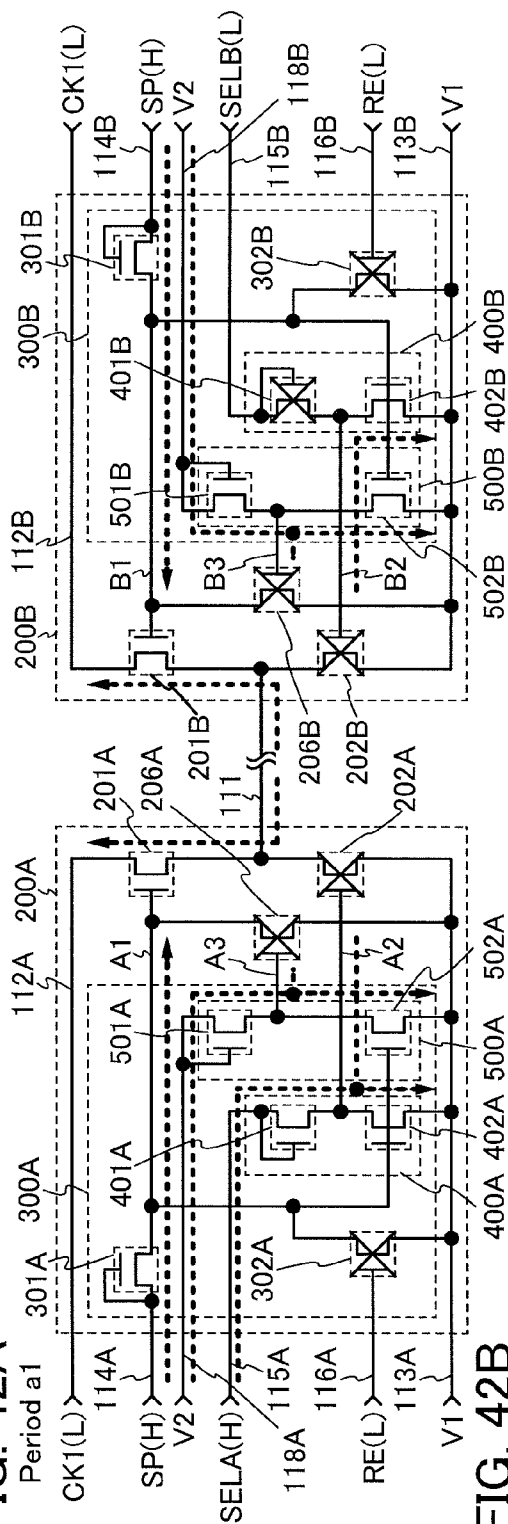 IG. 42A
Period a1
200A
112A
300A
301A
CK1(L)
114A
SP(H)
V2
118A
SELA(H)
115A
116A
RE(L)
113A
V1
A1
501A
401A
A3
A2
302A
402A
400A
502A
500A
201A
206A
202A
111
200B
112B
300B
301B
CK1(L)
114B
SP(H)
V2
118B
SELB(L)
115B
116B
RE(L)
113B
V1
B1
201B
206B
202B
501B
401B
B3
B2
302B
400B
402B
500B
502B
FIG. 42B